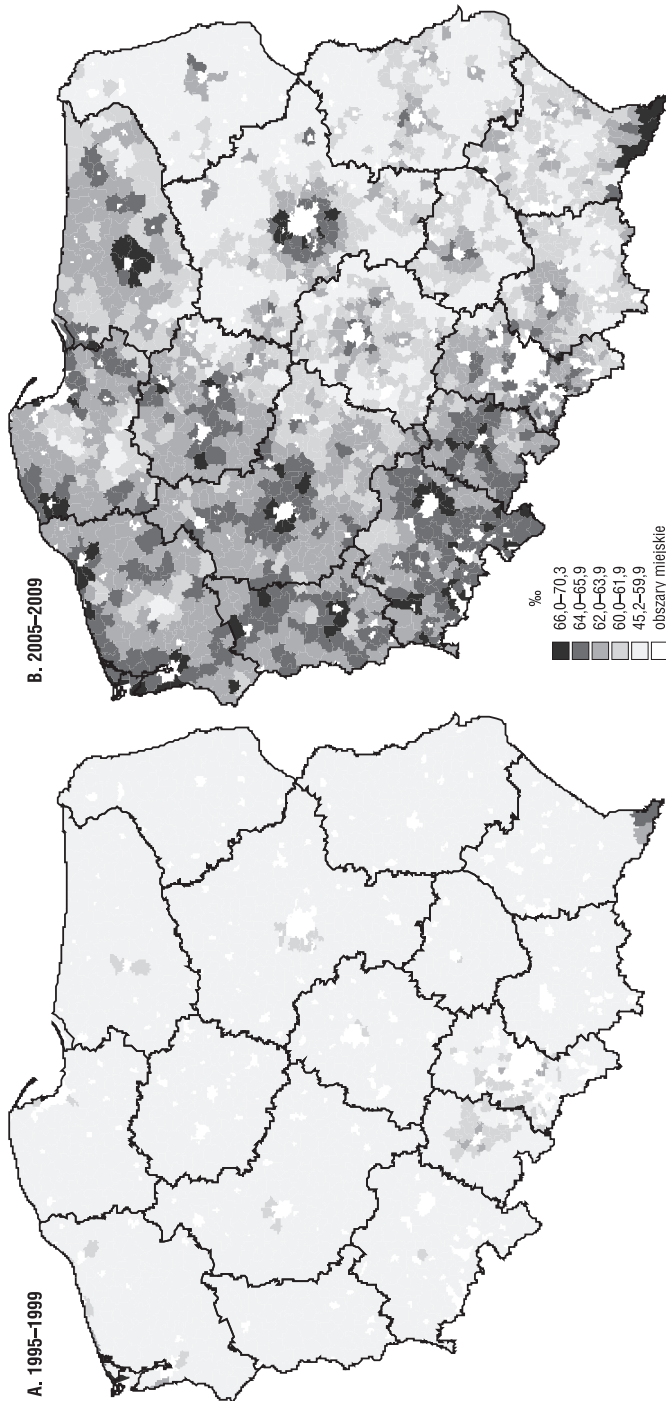 A. 1995–1999
B. 2005–2009
‰
66,0–70,3
64,0–65,9
62,0–63,9
60,0–61,9
45,2–59,9
obszary miejskie